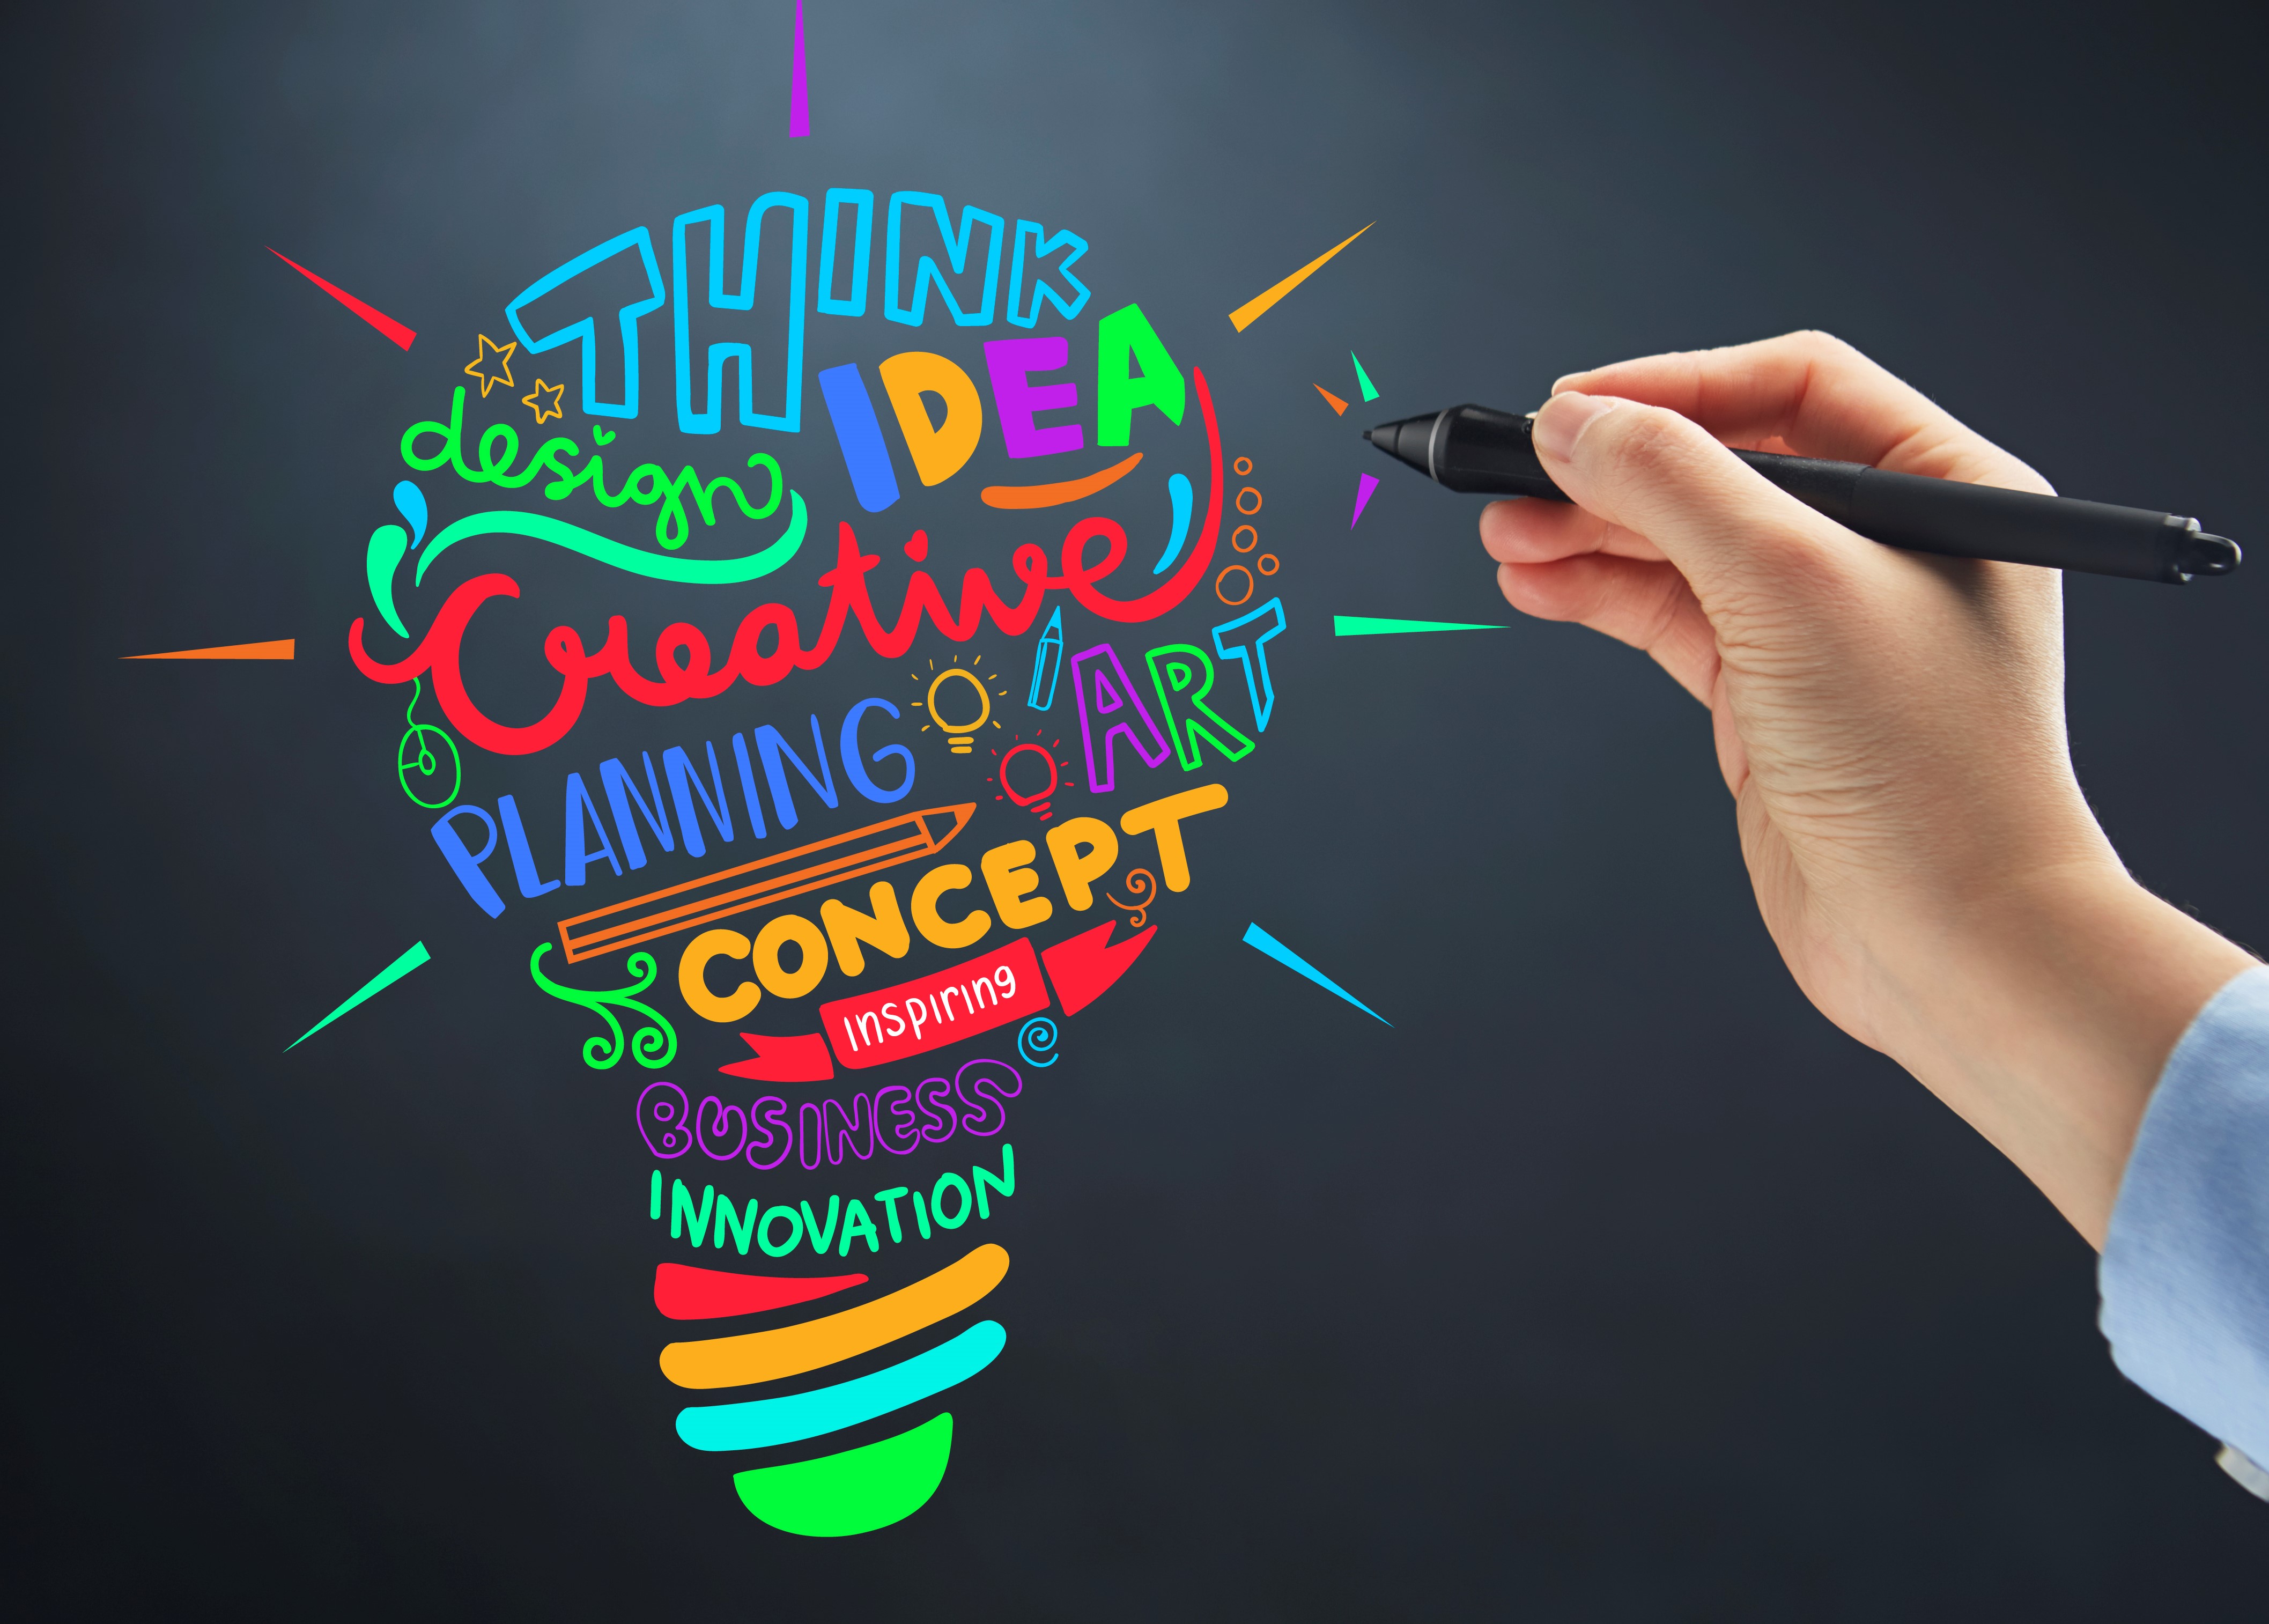 THINK
IDEA
design
Creative
PLANNING
ART
CONCEPT
Inspiring
BUSINESS
INNOVATION